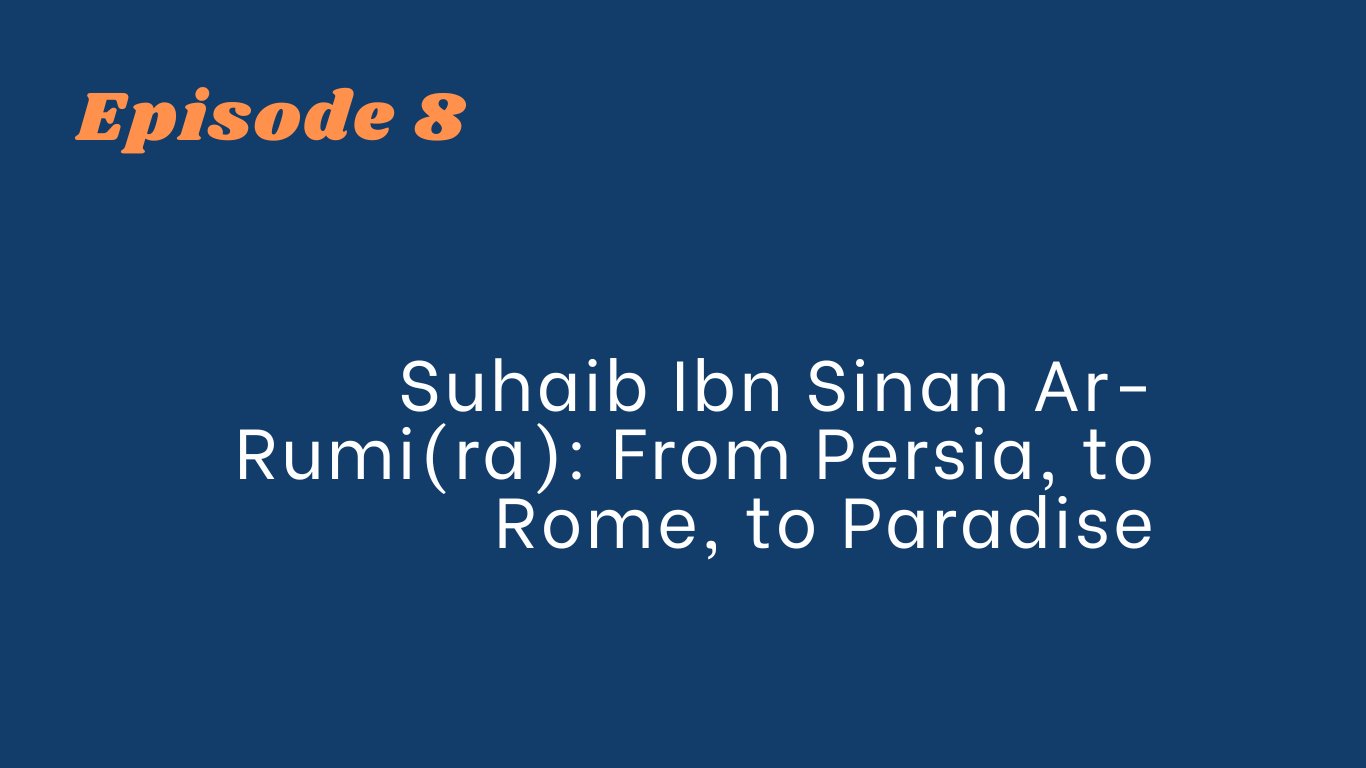 Episode 8
Suhaib Ibn Sinan Ar-
Rumi(ra): From Persia, to
Rome, to Paradise